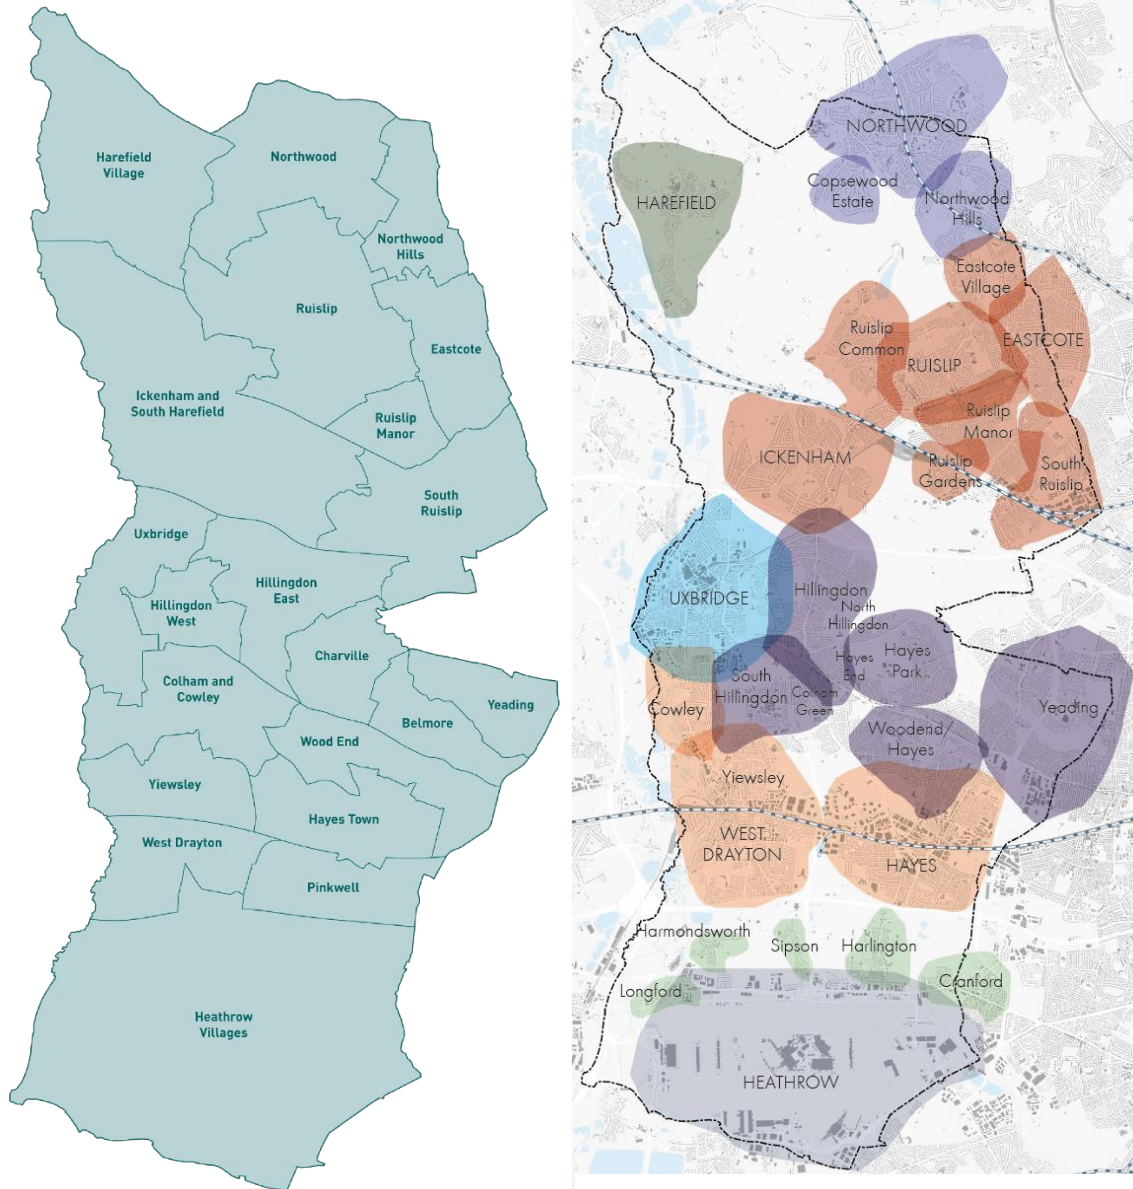 Harefield
Village
Northwood
Northwood
Hills
Ruislip
Eastcote
Ickenham and
South Harefield
Ruislip
Manor
South
Ruislip
Uxbridge
Hillingdon
East
Hillingdon
West
Charville
Colham and
Cowley
Yeading
Belmore
Wood End
Yiewsley
Hayes Town
West Drayton
Pinkwell
Heathrow
Villages
NORTHWOOD
Copsewood
Estate
Northwood
Hills
HAREFIELD
Eastcote
Village
Ruislip
Common
EASTCOTE
RUISLIP
Ruislip
Manor
ICKENHAM
Ruislip
Gardens
South
Ruislip
UXBRIDGE
Hillingdon
North
Hillingdon
Hayes
End
Hayes
Park
South
Hillingdon
Colham
Green
Cowley
Yeading
Woodend/
Hayes
Yiewsley
WEST
DRAYTON
HAYES
Harmondsworth
Sipson
Harlington
Longford
Cranford
HEATHROW